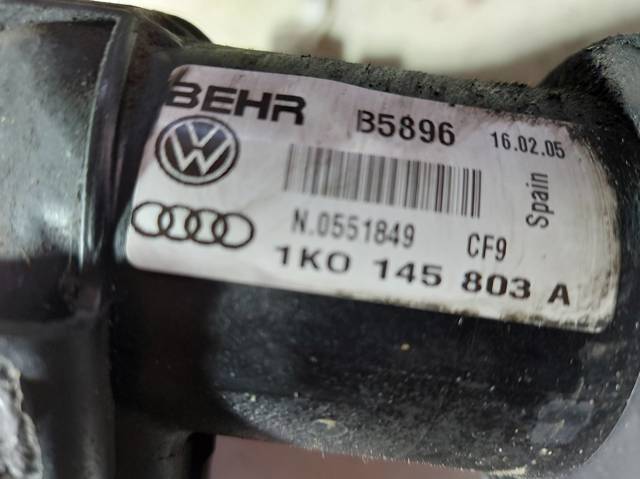 BEHR B5896 16.02.05
N.0551849 CF9 Spain
1K0 145 803 A